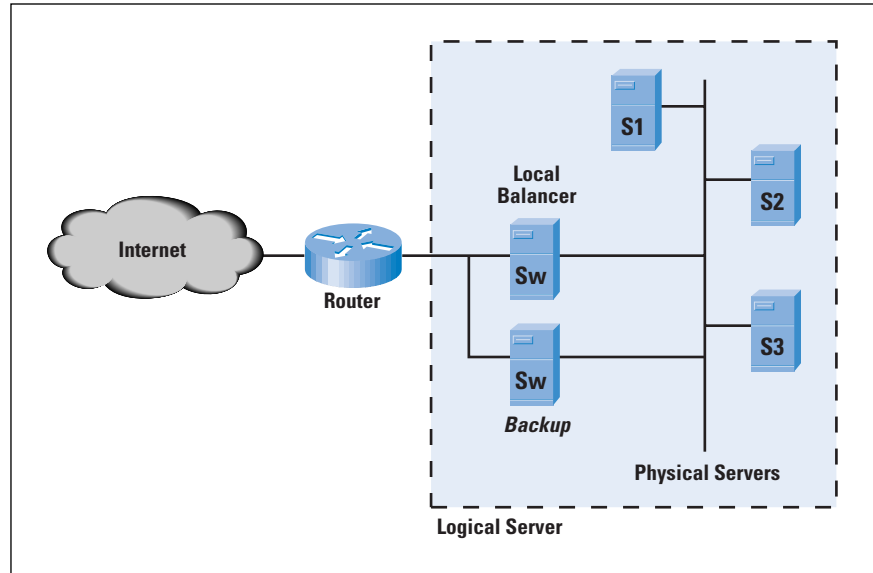 S1
Local
Balancer
S2
Internet
Sw
Router
S3
Sw
Backup
Physical Servers
Logical Server